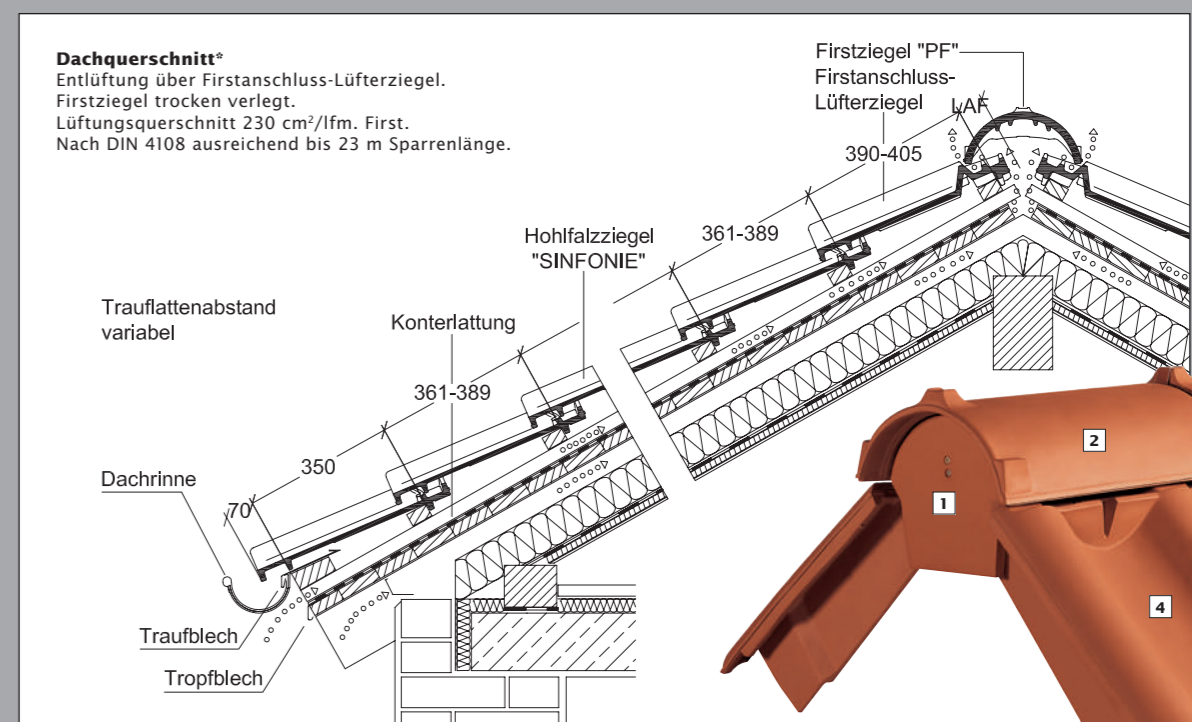 Dachquerschnitt*
Entlüftung über Firstanschluss-Lüfterziegel.
Firstziegel trocken verlegt.
Lüftungsquerschnitt 230 cm²/lfm. First.
Nach DIN 4108 ausreichend bis 23 m Sparrenlänge.
Firstziegel "PF"
Firstanschluss-
Lüfterziegel
LAF
390-405
361-389
Hohlfalzziegel
"SINFONIE"
Trauflattenabstand
variabel
Konterlattung
361-389
350
Dachrinne
70
Traufblech
Tropfblech
1
2
4